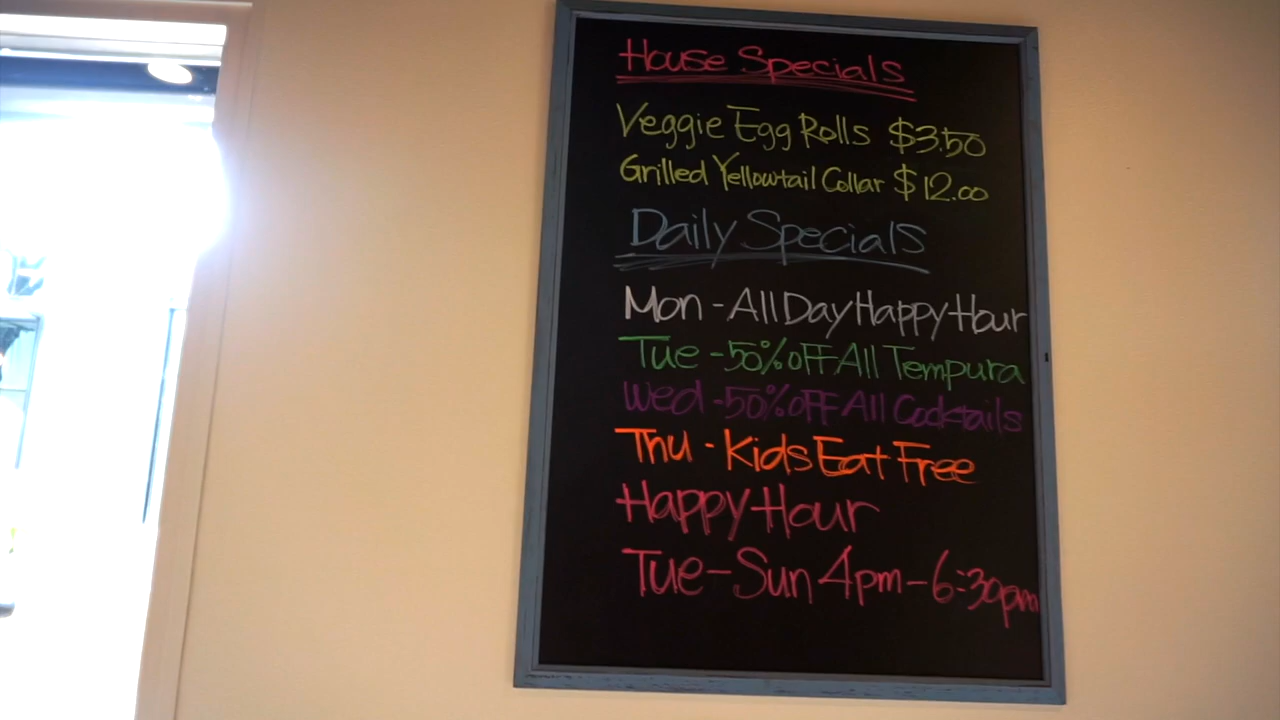 House Specials
Veggie Egg Rolls $3.50
Grilled Yellowtail Collar $12.00
Daily Specials
Mon - All Day Happy Hour
Tue - 50% OFF All Tempura
Wed - 50% OFF All Cocktails
Thu - Kids Eat Free
Happy Hour
Tue - Sun 4pm - 6:30pm